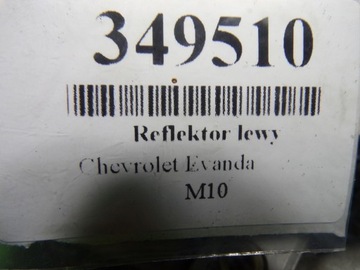 349510
Reflektor lewy
Chevrolet Evanda
M10